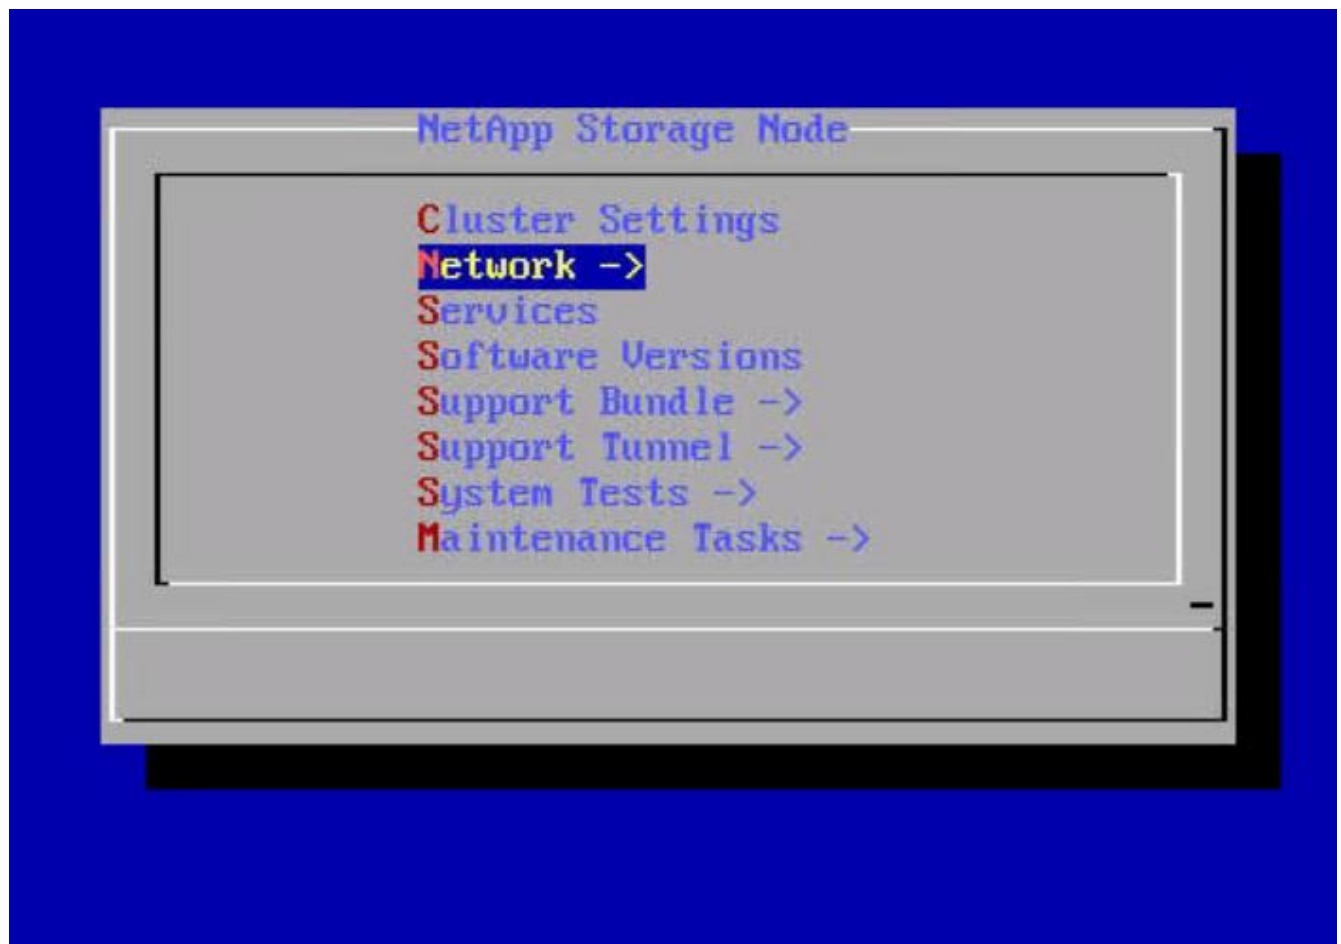 NetApp Storage Node
Cluster Settings
Network ->
Services
Software Versions
Support Bundle ->
Support Tunnel ->
System Tests ->
Maintenance Tasks ->